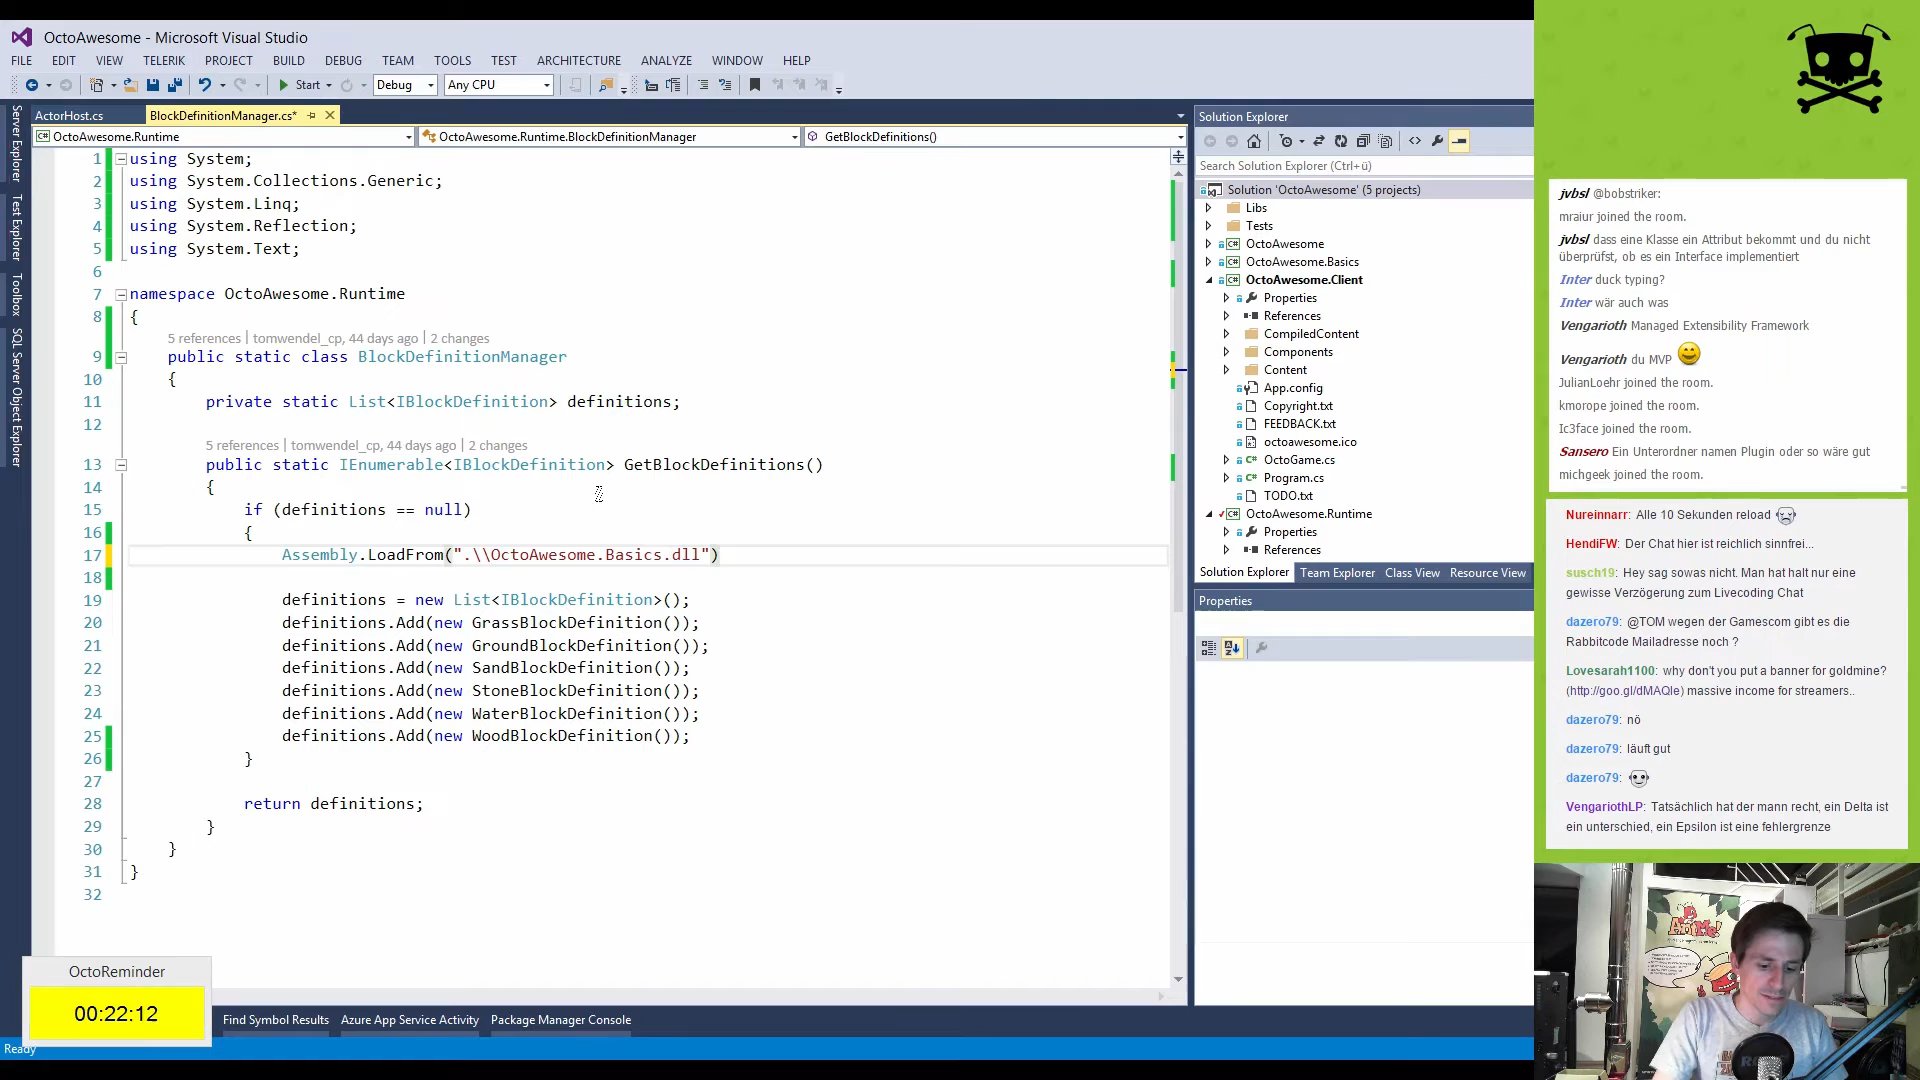 OctoAwesome - Microsoft Visual Studio
FILE EDIT VIEW TELERIK PROJECT BUILD DEBUG TEAM TOOLS TEST ARCHITECTURE ANALYZE WINDOW HELP
Start Debug Any CPU
ActorHost.cs BlockDefinitionManager.cs*
OctoAwesome.Runtime OctoAwesome.Runtime.BlockDefinitionManager GetBlockDefinitions()
Server Explorer
Test Explorer
Toolbox
SQL Server Object Explorer
1 using System;
2 using System.Collections.Generic;
3 using System.Linq;
4 using System.Reflection;
5 using System.Text;
6
7 namespace OctoAwesome.Runtime
8 {
5 references | tomwendel_cp, 44 days ago | 2 changes
9 public static class BlockDefinitionManager
10 {
11 private static List<IBlockDefinition> definitions;
12
5 references | tomwendel_cp, 44 days ago | 2 changes
13 public static IEnumerable<IBlockDefinition> GetBlockDefinitions()
14 {
15 if (definitions == null)
16 {
17 Assembly.LoadFrom(".\\OctoAwesome.Basics.dll")
18
19 definitions = new List<IBlockDefinition>();
20 definitions.Add(new GrassBlockDefinition());
21 definitions.Add(new GroundBlockDefinition());
22 definitions.Add(new SandBlockDefinition());
23 definitions.Add(new StoneBlockDefinition());
24 definitions.Add(new WaterBlockDefinition());
25 definitions.Add(new WoodBlockDefinition());
26 }
27
28 return definitions;
29 }
30 }
31 }
32
OctoReminder
00:22:12
Find Symbol Results Azure App Service Activity Package Manager Console
Ready
Solution Explorer
Search Solution Explorer (Ctrl+ü)
Solution 'OctoAwesome' (5 projects)
Libs
Tests
OctoAwesome
OctoAwesome.Basics
OctoAwesome.Client
Properties
References
CompiledContent
Components
Content
App.config
Copyright.txt
FEEDBACK.txt
octoawesome.ico
OctoGame.cs
Program.cs
TODO.txt
OctoAwesome.Runtime
Properties
References
Solution Explorer Team Explorer Class View Resource View
Properties
jvbsl @bobstriker:
mraiur joined the room.
jvbsl dass eine Klasse ein Attribut bekommt und du nicht
überprüfst, ob es ein Interface implementiert
Inter duck typing?
Inter wär auch was
Vengarioth Managed Extensibility Framework
Vengarioth du MVP
JulianLoehr joined the room.
kmorope joined the room.
Ic3face joined the room.
Sansero Ein Unterordner namen Plugin oder so wäre gut
michgeek joined the room.
Nureinnarr: Alle 10 Sekunden reload
HendiFW: Der Chat hier ist reichlich sinnfrei...
susch19: Hey sag sowas nicht. Man hat halt nur eine
gewisse Verzögerung zum Livecoding Chat
dazero79: @TOM wegen der Gamescom gibt es die
Rabbitcode Mailadresse noch ?
Lovesarah1100: why don't you put a banner for goldmine?
(http://goo.gl/dMAQle) massive income for streamers..
dazero79: nö
dazero79: läuft gut
dazero79:
VengariothLP: Tatsächlich hat der mann recht, ein Delta ist
ein unterschied, ein Epsilon ist eine fehlergrenze